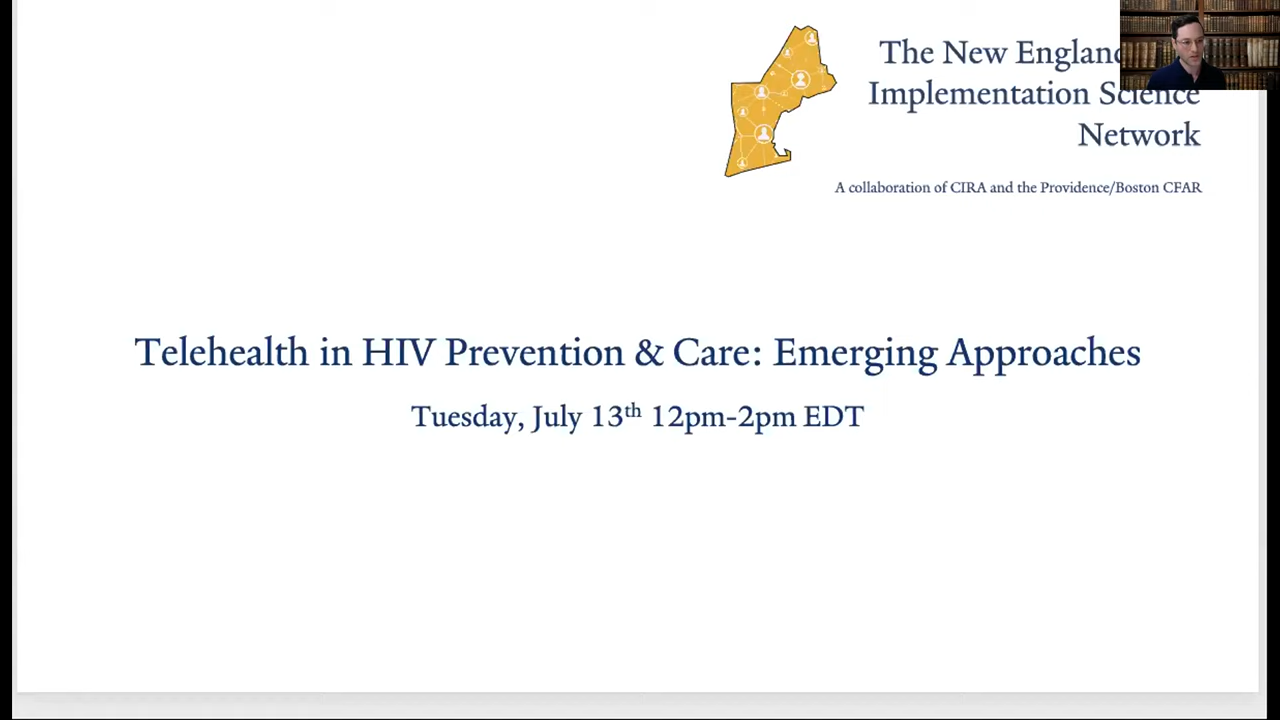 The New England
Implementation Science
Network
A collaboration of CIRA and the Providence/Boston CFAR
Telehealth in HIV Prevention & Care: Emerging Approaches
Tuesday, July 13th 12pm-2pm EDT